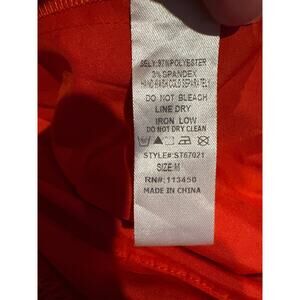 SELF:97%POLYESTER
3% SPANDEX
HAND WASH COLD SEPARATELY
DO NOT BLEACH
LINE DRY
IRON LOW
DO NOT DRY CLEAN
STYLE# ST67021
SIZE:M
RN#: 113450
MADE IN CHINA